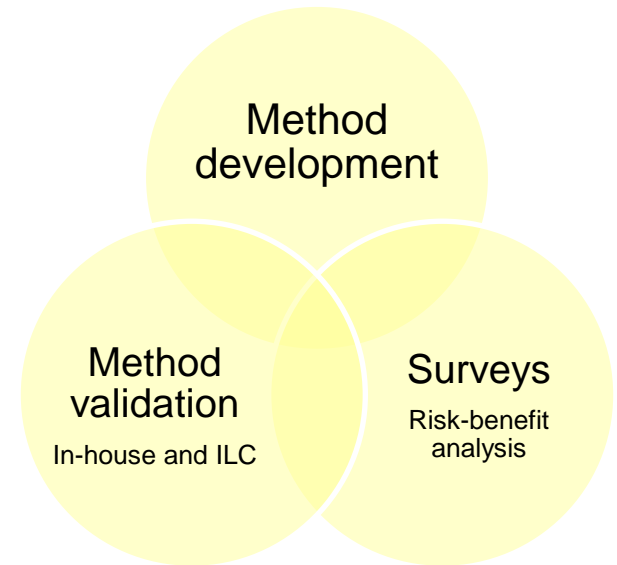 Method
development
Method
validation
In-house and ILC
Surveys
Risk-benefit
analysis